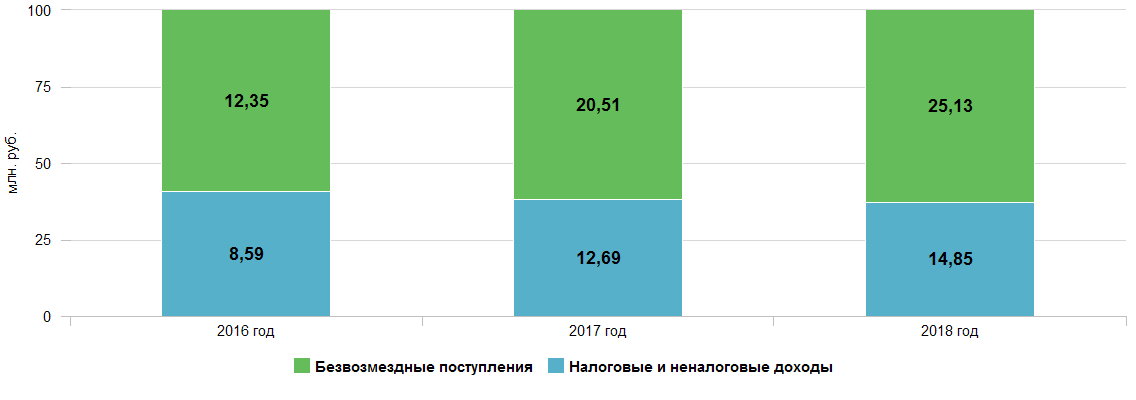 100
75
50
25
0
млн. руб.
12,35
20,51
25,13
8,59
12,69
14,85
2016 год
2017 год
2018 год
Безвозмездные поступления
Налоговые и неналоговые доходы